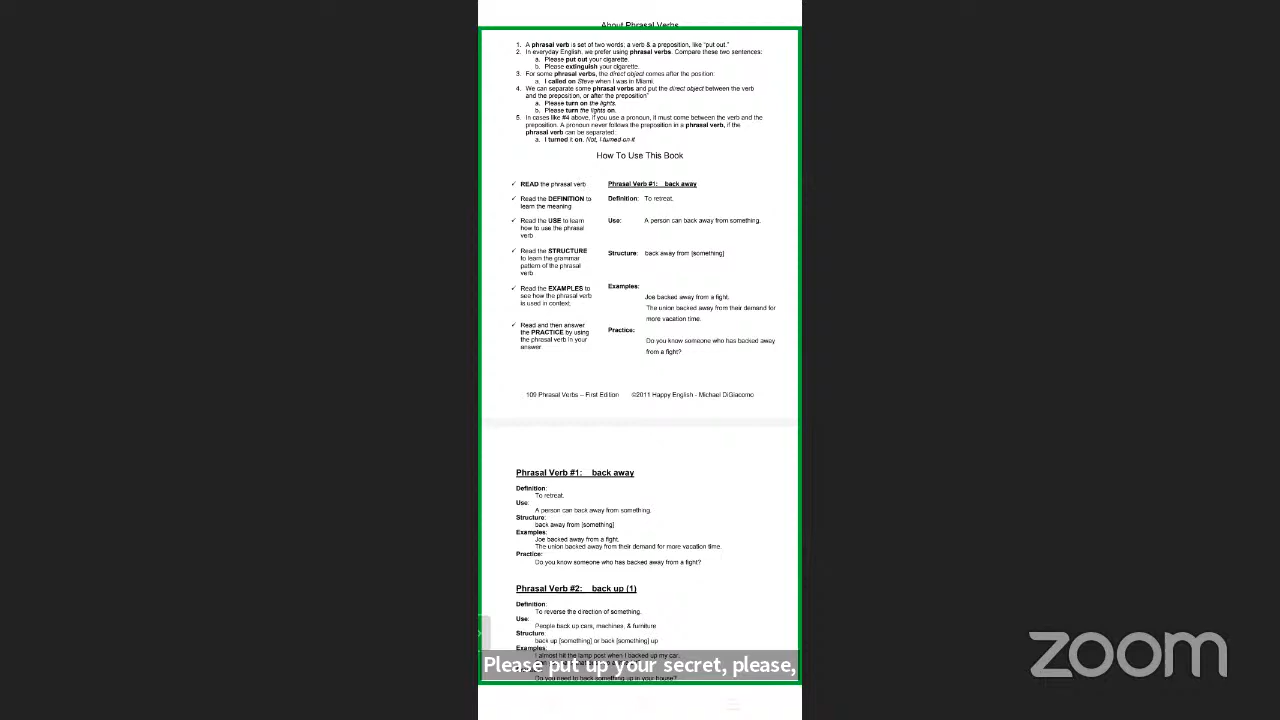 About Phrasal Verbs
1. A phrasal verb is set of two words: a verb & a preposition, like "put out."
2. In everyday English, we prefer using phrasal verbs. Compare these two sentences:
a. Please put out your cigarette.
b. Please extinguish your cigarette.
3. For some phrasal verbs, the direct object comes after the position:
a. I called on Steve when I was in Miami.
4. We can separate some phrasal verbs and put the direct object between the verb
and the preposition, or after the preposition"
a. Please turn on the lights.
b. Please turn the lights on.
5. In cases like #4 above, if you use a pronoun, it must come between the verb and the
preposition. A pronoun never follows the preposition in a phrasal verb, if the
phrasal verb can be separated:
a. I turned it on. Not, I turned on it
How To Use This Book
✓ READ the phrasal verb
Phrasal Verb #1: back away
✓ Read the DEFINITION to
learn the meaning
Definition: To retreat.
✓ Read the USE to learn
how to use the phrasal
verb
Use: A person can back away from something.
✓ Read the STRUCTURE
to learn the grammar
pattern of the phrasal
verb
Structure: back away from [something]
✓ Read the EXAMPLES to
see how the phrasal verb
is used in context.
Examples:
Joe backed away from a fight.
The union backed away from their demand for
more vacation time.
✓ Read and then answer
the PRACTICE by using
the phrasal verb in your
answer
Practice:
Do you know someone who has backed away
from a fight?
109 Phrasal Verbs – First Edition ©2011 Happy English - Michael DiGiacomo
Phrasal Verb #1: back away
Definition:
To retreat.
Use:
A person can back away from something.
Structure:
back away from [something]
Examples:
Joe backed away from a fight.
The union backed away from their demand for more vacation time.
Practice:
Do you know someone who has backed away from a fight?
Phrasal Verb #2: back up (1)
Definition:
To reverse the direction of something.
Use:
People back up cars, machines, & furniture
Structure:
back up [something] or back [something] up
Examples:
I almost hit the lamp post when I backed up my car.
Please put up your secret, please,
Do you need to back something up in your house?
zoom